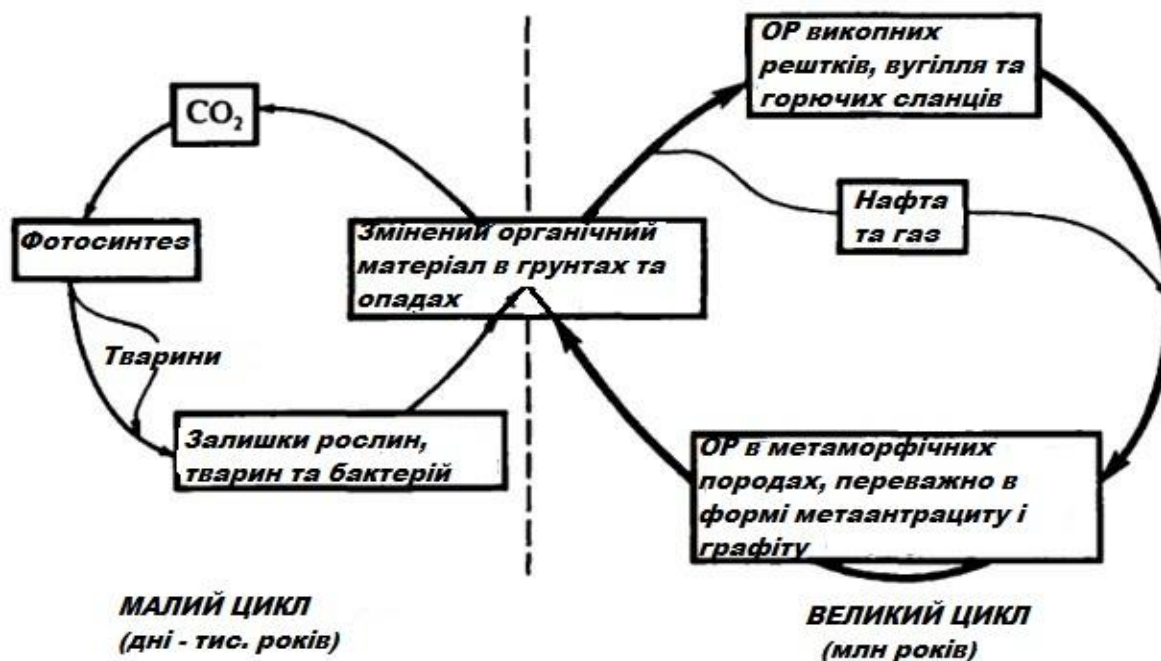 CO₂
Фотосинтез
Тварини
Залишки рослин,
тварин та бактерій
Змінений органічний
матеріал в грунтах та
опадах
МАЛИЙ ЦИКЛ
(дні - тис. років)
ОР викопних
рештків, вугілля та
горючих сланців
Нафта
та газ
ОР в метаморфічних
породах, переважно в
формі метаантрациту і
графіту
ВЕЛИКИЙ ЦИКЛ
(млн років)